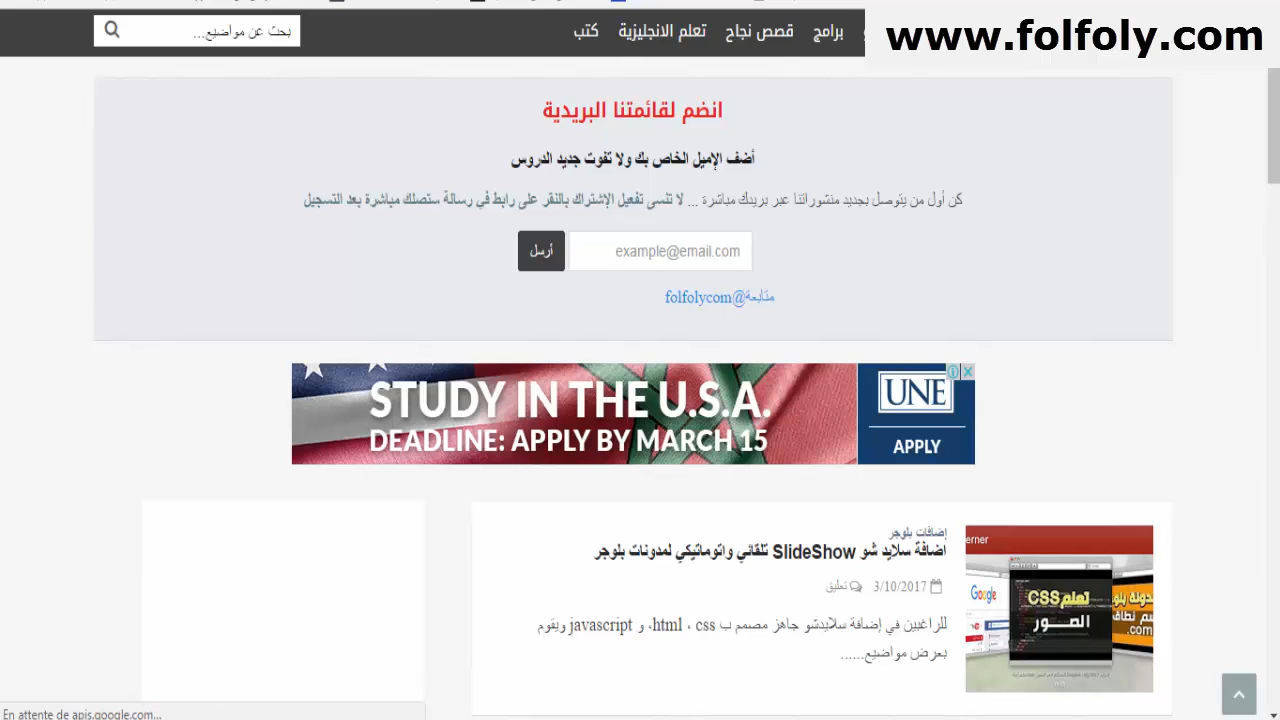 www.folfoly.com
برامج
قصص نجاح
تعلم الانجليزية
كتب
بحث عن مواضيع...
انضم لقائمتنا البريدية
أضف الإميل الخاص بك ولا تفوت جديد الدروس
كن أول من يتوصل بجديد منشوراتنا عبر بريدك مباشرة ... لا تنسى تفعيل الإشتراك بالنقر على رابط في رسالة ستصلك مباشرة بعد التسجيل
example@email.com
أرسل
متابعة@folfolycom
STUDY IN THE U.S.A.
DEADLINE: APPLY BY MARCH 15
UNE
APPLY
إضافات بلوجر
اضافة سلايد شو SlideShow تلقائي واتوماتيكي لمدونات بلوجر
3/10/2017
تعليق
للراغبين في إضافة سلايدشو جاهز مصمم ب html ، css، و javascript ويقوم
بعرض مواضيع......
Google
تعلم CSS
الصور
En attente de apis.google.com...